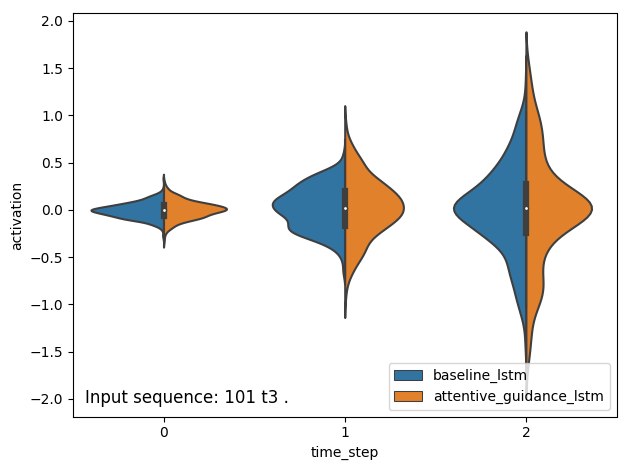 2.0
1.5
1.0
0.5
0.0
−0.5
−1.0
−1.5
−2.0
activation
Input sequence: 101 t3 .
baseline_lstm
attentive_guidance_lstm
0
1
2
time_step